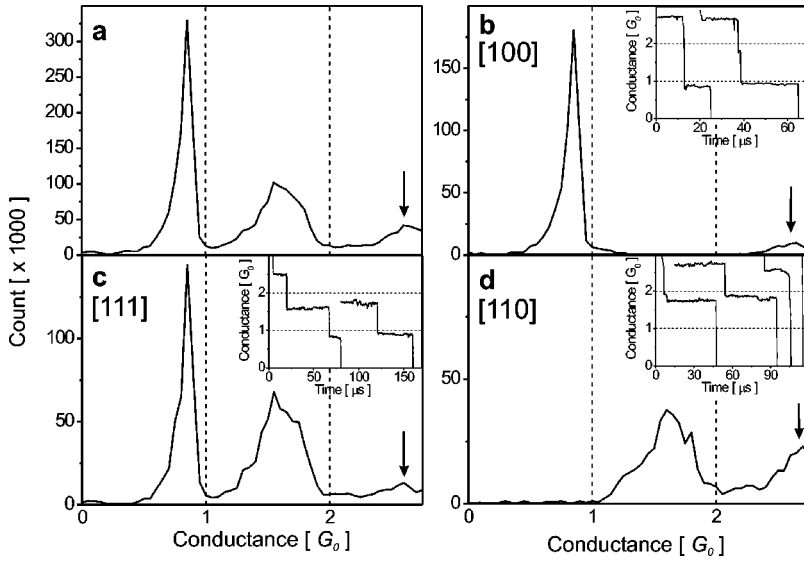 a
300
250
200
150
100
50
0
Count [ x 1000 ]
b
[100]
175
150
100
50
0
Conductance [ G0 ]
2
1
0
0 20 40 60
Time [ μs ]
c
[111]
100
50
0
Conductance [ G0 ]
2
1
0
0 50 100 150
Time [ μs ]
0 1 2
Conductance [ G0 ]
d
[110]
50
25
0
Conductance [ G0 ]
2
1
0
0 30 60 90
Time [ μs ]
0 1 2
Conductance [ G0 ]